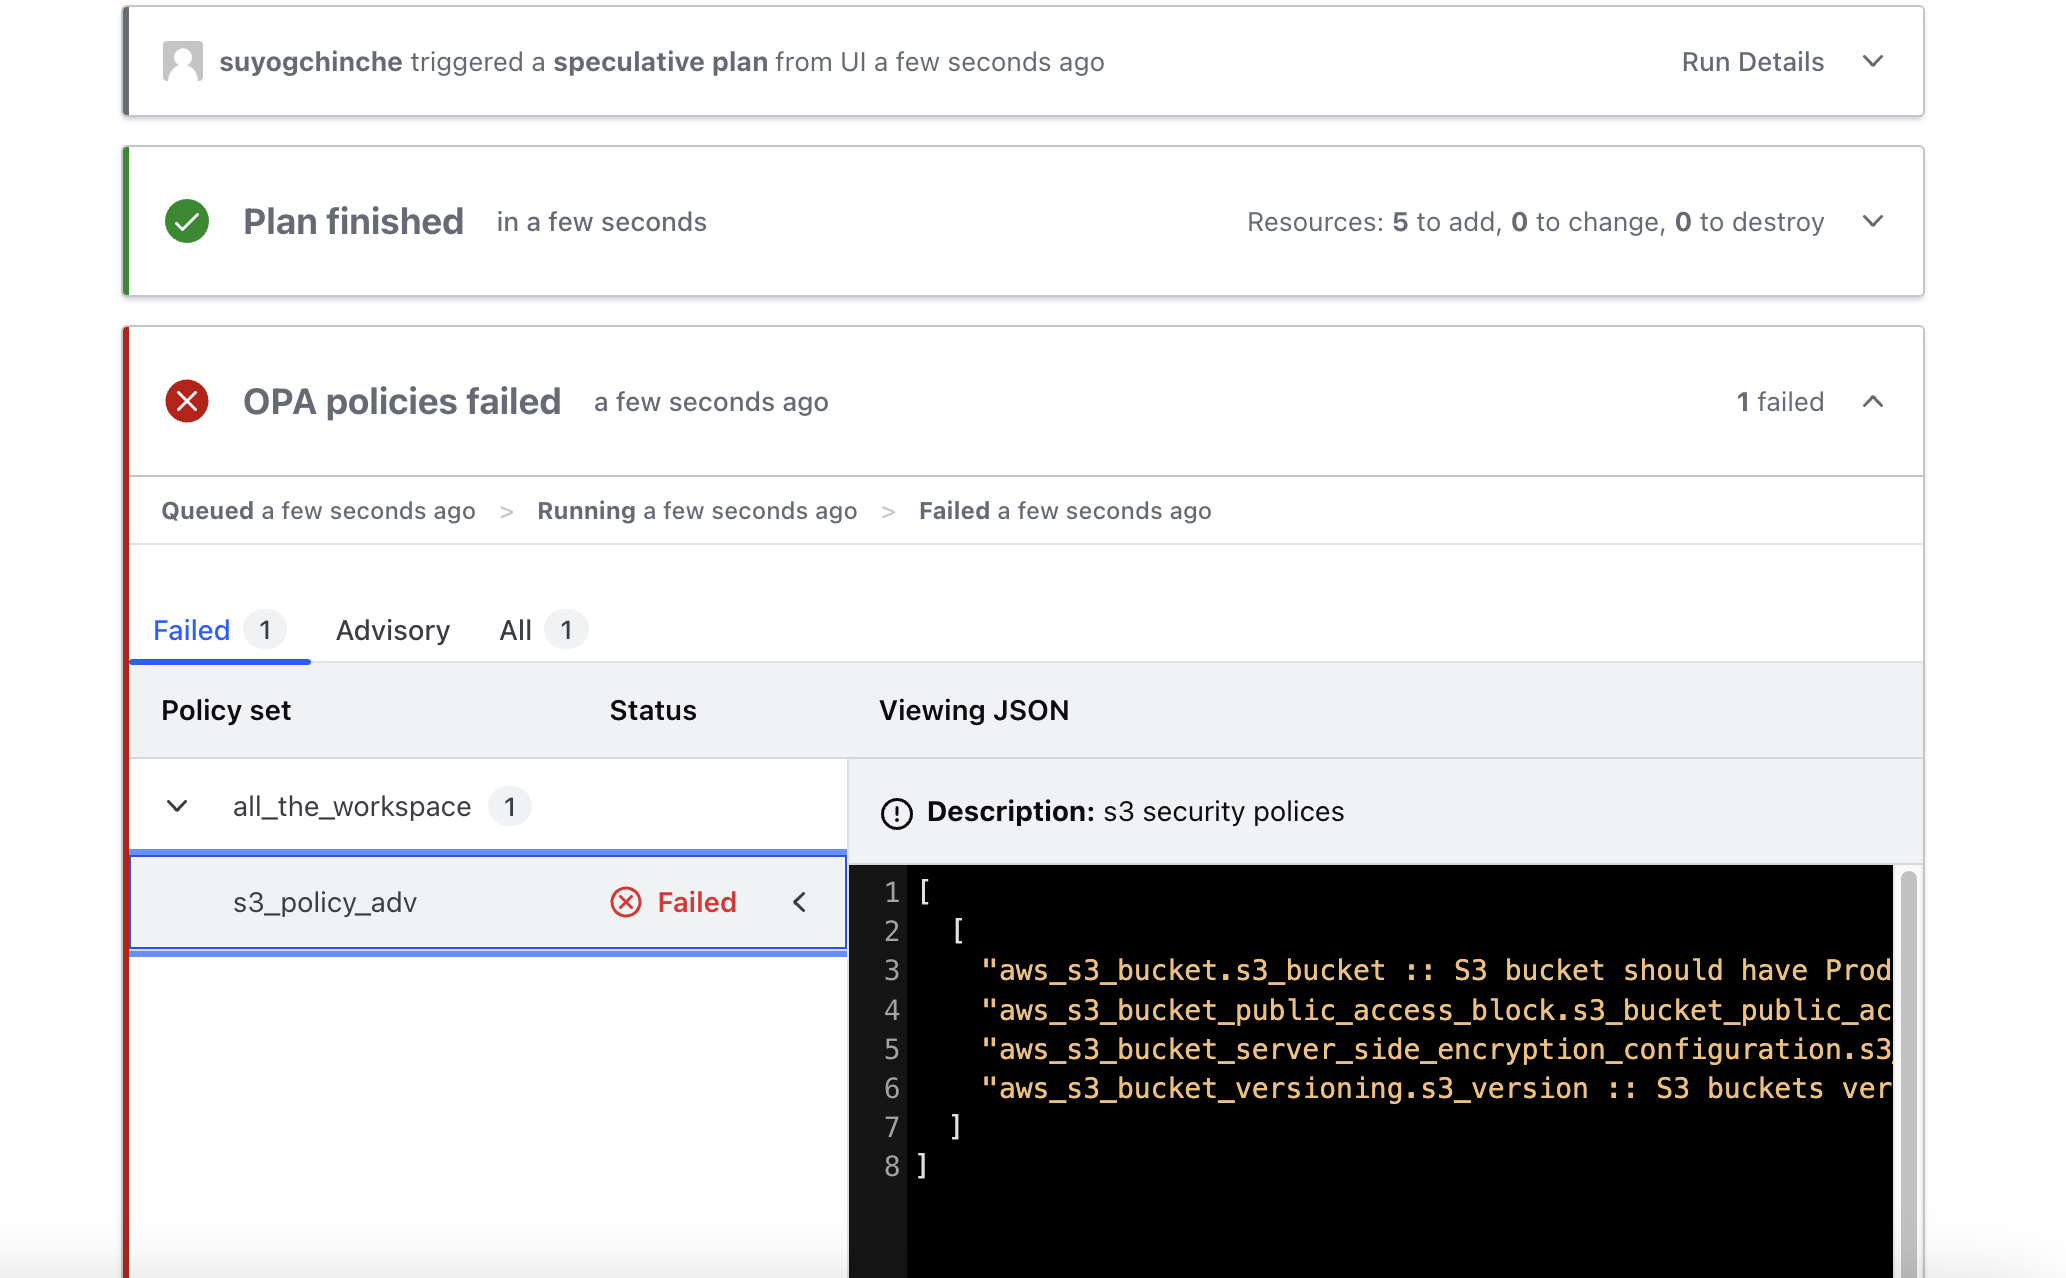 suyogchinche triggered a speculative plan from UI a few seconds ago Run Details
Plan finished in a few seconds Resources: 5 to add, 0 to change, 0 to destroy
OPA policies failed a few seconds ago 1 failed
Queued a few seconds ago > Running a few seconds ago > Failed a few seconds ago
Failed 1 Advisory All 1
Policy set Status Viewing JSON
all_the_workspace 1
Description: s3 security polices
s3_policy_adv Failed
1 [
2 [
3 "aws_s3_bucket.s3_bucket :: S3 bucket should have Prod
4 "aws_s3_bucket_public_access_block.s3_bucket_public_ac
5 "aws_s3_bucket_server_side_encryption_configuration.s3_
6 "aws_s3_bucket_versioning.s3_version :: S3 buckets ver
7 ]
8 ]